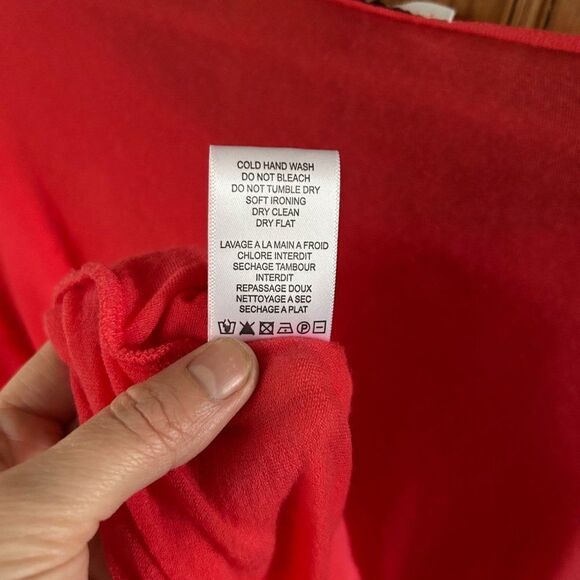 COLD HAND WASH
DO NOT BLEACH
DO NOT TUMBLE DRY
SOFT IRONING
DRY CLEAN
DRY FLAT
LAVAGE A LA MAIN A FROID
CHLORE INTERDIT
SECHAGE TAMBOUR
INTERDIT
REPASSAGE DOUX
NETTOYAGE A SEC
SECHAGE A PLAT
P